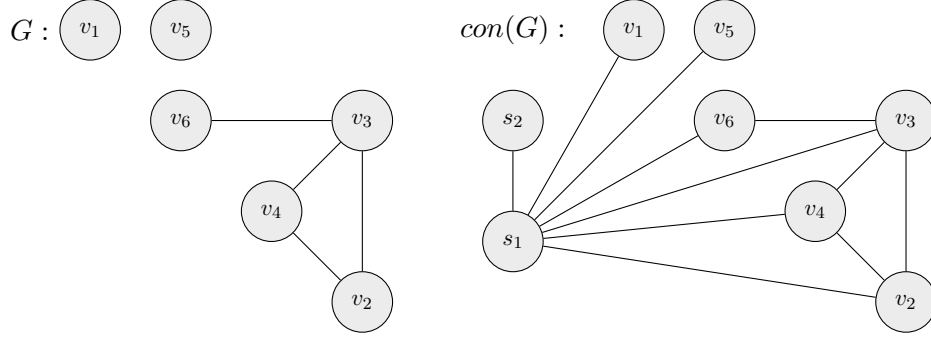 G : v₁ v₅ con(G) : v₁ v₅
v₆ v₃ s₂ v₆ v₃
v₄ v₄
s₁
v₂ v₂